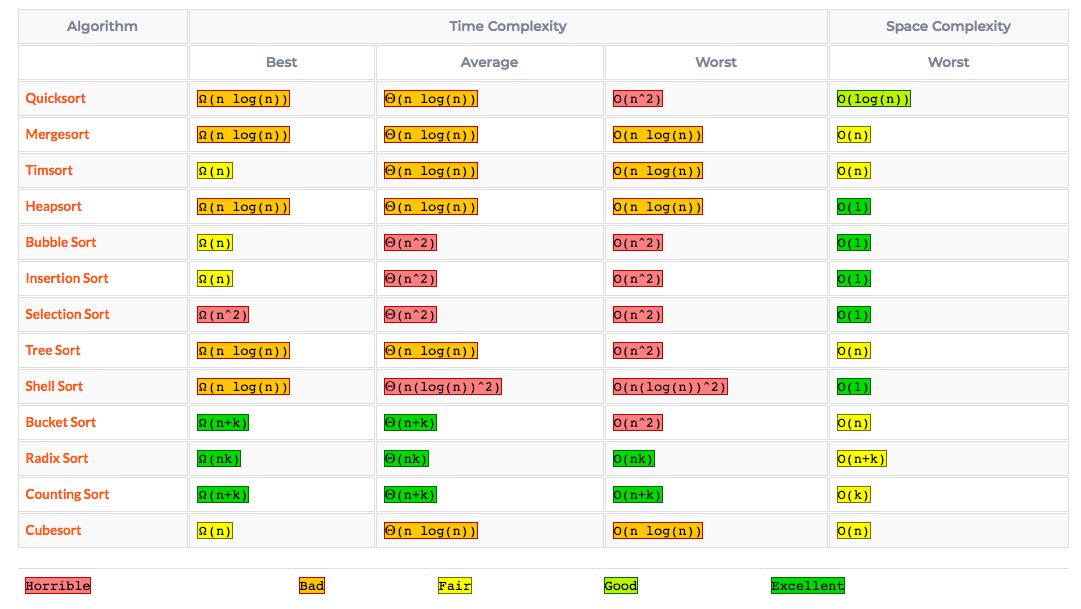 Algorithm Time Complexity Space Complexity
Best Average Worst Worst
Quicksort Ω(n log(n)) Θ(n log(n)) O(n^2) O(log(n))
Mergesort Ω(n log(n)) Θ(n log(n)) O(n log(n)) O(n)
Timsort Ω(n) Θ(n log(n)) O(n log(n)) O(n)
Heapsort Ω(n log(n)) Θ(n log(n)) O(n log(n)) O(1)
Bubble Sort Ω(n) Θ(n^2) O(n^2) O(1)
Insertion Sort Ω(n) Θ(n^2) O(n^2) O(1)
Selection Sort Ω(n^2) Θ(n^2) O(n^2) O(1)
Tree Sort Ω(n log(n)) Θ(n log(n)) O(n^2) O(n)
Shell Sort Ω(n log(n)) Θ(n(log(n))^2) O(n(log(n))^2) O(1)
Bucket Sort Ω(n+k) Θ(n+k) O(n^2) O(n)
Radix Sort Ω(nk) Θ(nk) O(nk) O(n+k)
Counting Sort Ω(n+k) Θ(n+k) O(n+k) O(k)
Cubesort Ω(n) Θ(n log(n)) O(n log(n)) O(n)
Horrible Bad Fair Good Excellent